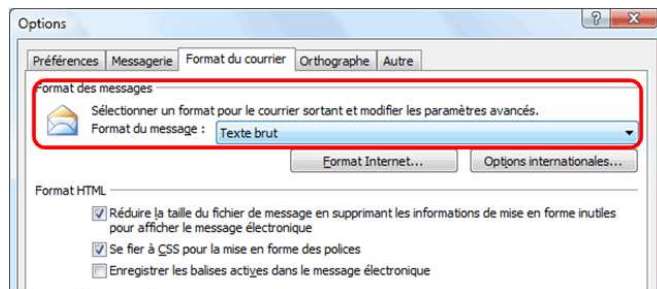 Options
Préférences Messagerie Format du courrier Orthographe Autre
Format des messages
Sélectionner un format pour le courrier sortant et modifier les paramètres avancés.
Format du message : Texte brut
Format Internet... Options internationales...
Format HTML
Réduire la taille du fichier de message en supprimant les informations de mise en forme inutiles
pour afficher le message électronique
Se fier à CSS pour la mise en forme des polices
Enregistrer les balises actives dans le message électronique